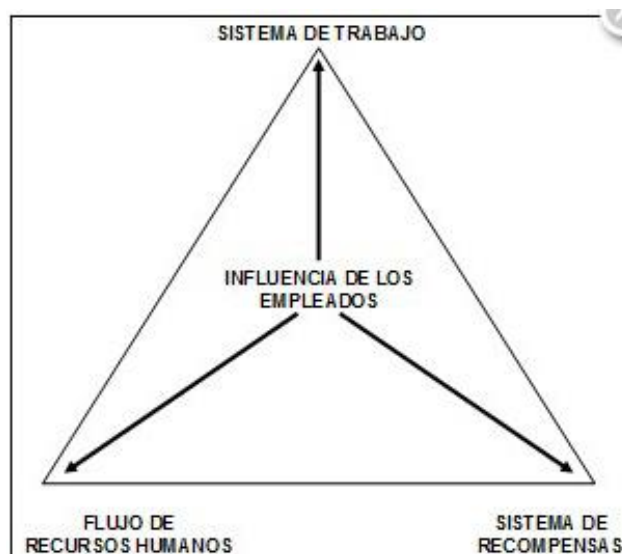 SISTEMA DE TRABAJO
INFLUENCIA DE LOS
EMPLEADOS
FLUJO DE
RECURSOS HUMANOS
SISTEMA DE
RECOMPENSAS